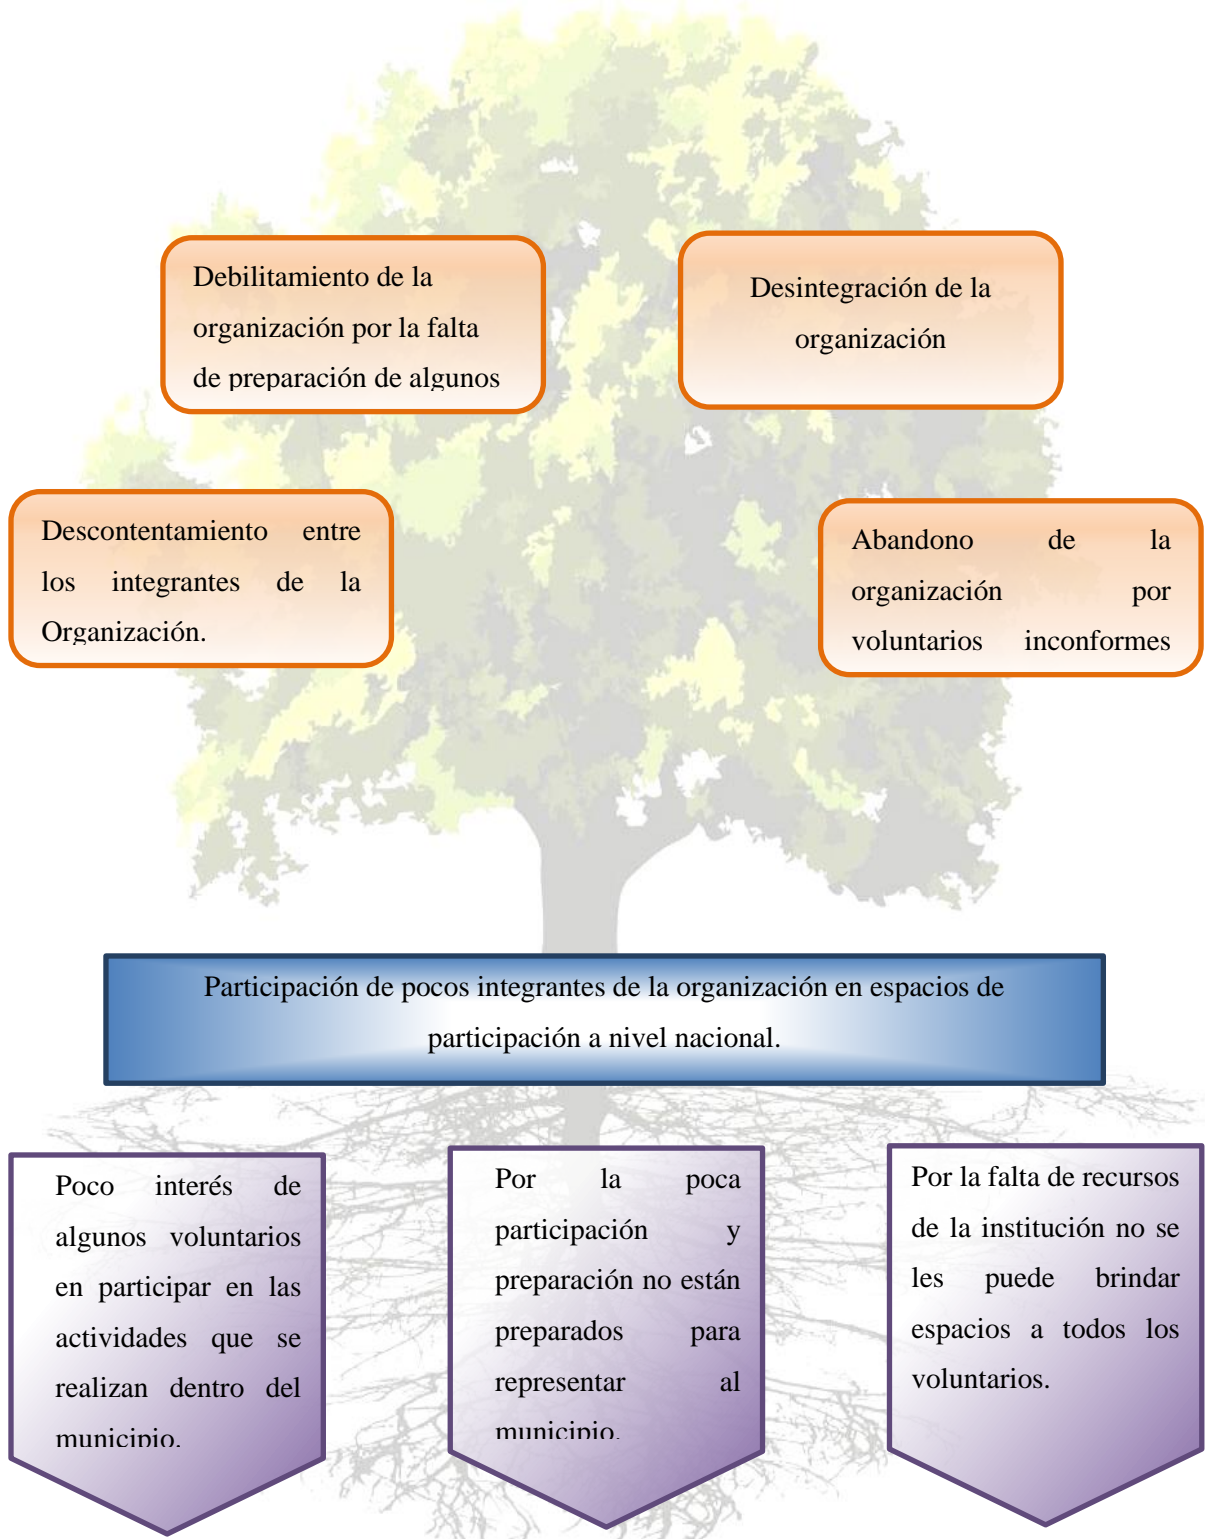 Debilitamiento de la
organización por la falta
de preparación de algunos
Desintegración de la
organización
Descontentamiento entre
los integrantes de la
Organización.
Abandono de la
organización por
voluntarios inconformes
Participación de pocos integrantes de la organización en espacios de
participación a nivel nacional.
Poco interés de
algunos voluntarios
en participar en las
actividades que se
realizan dentro del
municipio.
Por la poca
participación y
preparación no están
preparados para
representar al
municipio.
Por la falta de recursos
de la institución no se
les puede brindar
espacios a todos los
voluntarios.